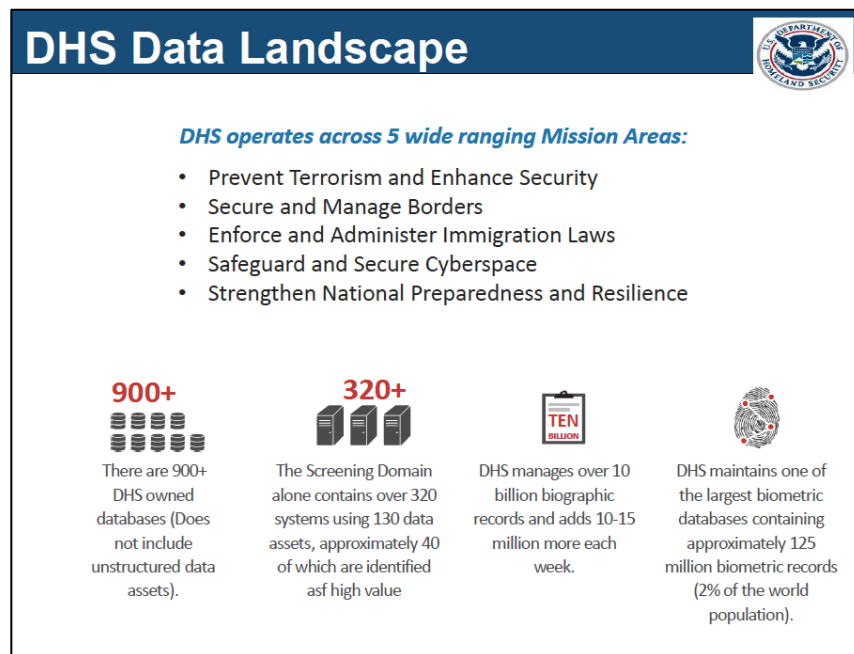 DHS Data Landscape
U.S. DEPARTMENT OF
HOMELAND SECURITY
DHS operates across 5 wide ranging Mission Areas:
• Prevent Terrorism and Enhance Security
• Secure and Manage Borders
• Enforce and Administer Immigration Laws
• Safeguard and Secure Cyberspace
• Strengthen National Preparedness and Resilience
900+
There are 900+
DHS owned
databases (Does
not include
unstructured data
assets).
320+
The Screening Domain
alone contains over 320
systems using 130 data
assets, approximately 40
of which are identified
asf high value
TEN
BILLION
DHS manages over 10
billion biographic
records and adds 10-15
million more each
week.
DHS maintains one of
the largest biometric
databases containing
approximately 125
million biometric records
(2% of the world
population).